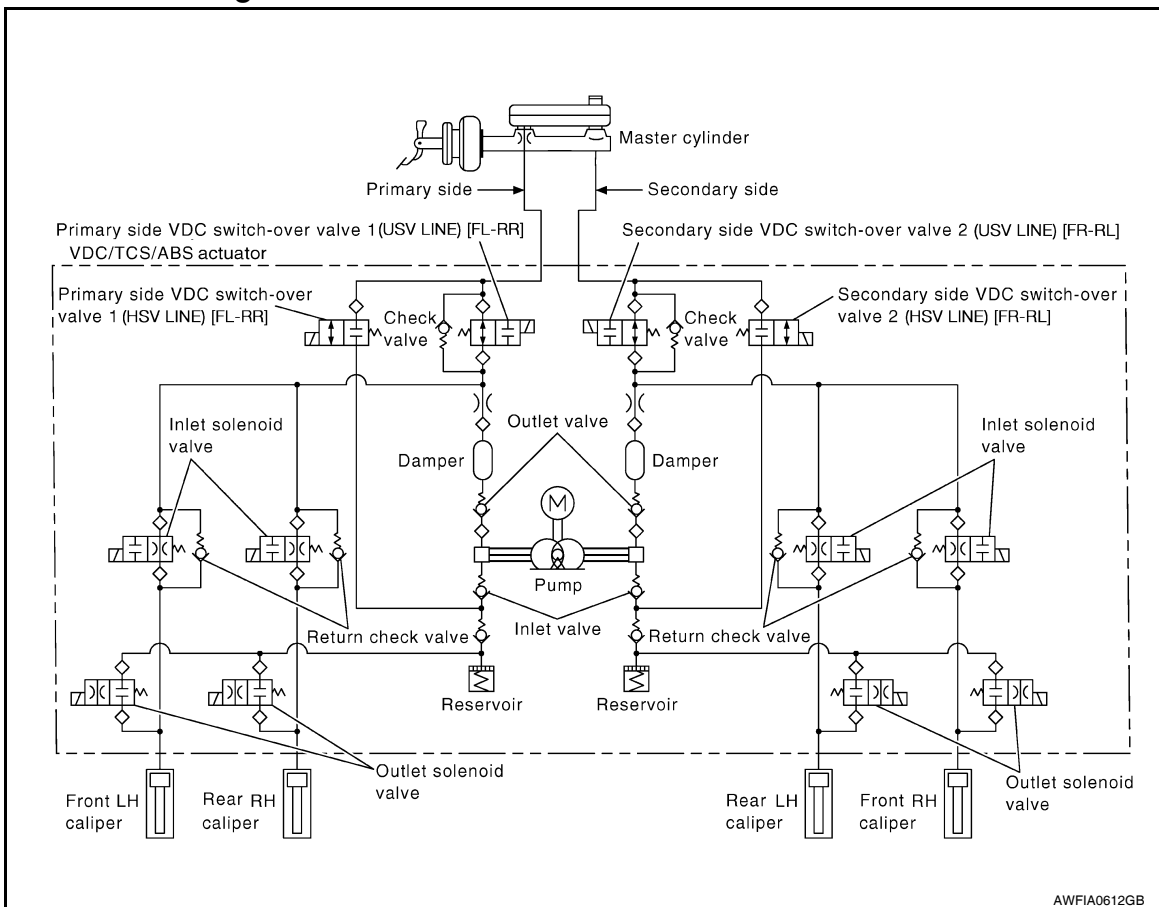 Master cylinder
Primary side
Secondary side
Primary side VDC switch-over valve 1 (USV LINE) [FL-RR]
VDC/TCS/ABS actuator
Secondary side VDC switch-over valve 2 (USV LINE) [FR-RL]
Primary side VDC switch-over
valve 1 (HSV LINE) [FL-RR]
Check
valve
Check
valve
Secondary side VDC switch-over
valve 2 (HSV LINE) [FR-RL]
Inlet solenoid
valve
Outlet valve
Inlet solenoid
valve
Damper
Damper
M
Pump
Return check valve
Inlet valve
Return check valve
Reservoir
Reservoir
Outlet solenoid
valve
Outlet solenoid
valve
Front LH
caliper
Rear RH
caliper
Rear LH
caliper
Front RH
caliper
AWFIA0612GB